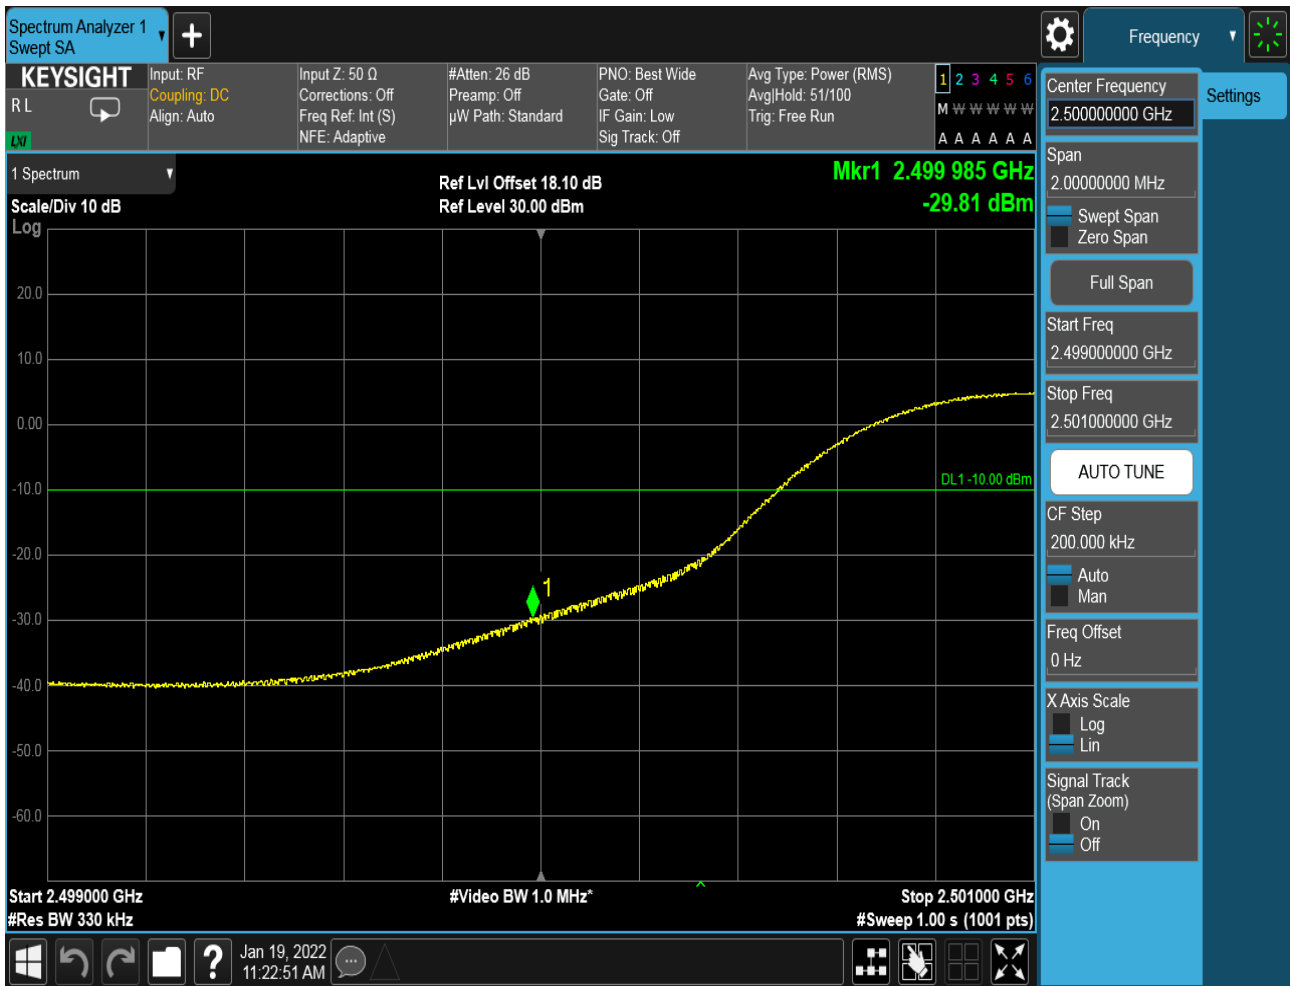 Spectrum Analyzer 1
Swept SA
Frequency
KEYSIGHT
R L
LXI
Input: RF
Coupling: DC
Align: Auto
Input Z: 50 Ω
Corrections: Off
Freq Ref: Int (S)
NFE: Adaptive
#Atten: 26 dB
Preamp: Off
µW Path: Standard
PNO: Best Wide
Gate: Off
IF Gain: Low
Sig Track: Off
Avg Type: Power (RMS)
Avg|Hold: 51/100
Trig: Free Run
1 2 3 4 5 6
M W W W W W
A A A A A A
1 Spectrum
Scale/Div 10 dB
Log
Ref Lvl Offset 18.10 dB
Ref Level 30.00 dBm
Mkr1 2.499 985 GHz
-29.81 dBm
20.0
10.0
0.00
-10.0
-20.0
-30.0
-40.0
-50.0
-60.0
DL1 -10.00 dBm
1
Start 2.499000 GHz
#Res BW 330 kHz
#Video BW 1.0 MHz*
Stop 2.501000 GHz
#Sweep 1.00 s (1001 pts)
Center Frequency
2.500000000 GHz
Settings
Span
2.00000000 MHz
Swept Span
Zero Span
Full Span
Start Freq
2.499000000 GHz
Stop Freq
2.501000000 GHz
AUTO TUNE
CF Step
200.000 kHz
Auto
Man
Freq Offset
0 Hz
X Axis Scale
Log
Lin
Signal Track
(Span Zoom)
On
Off
?
Jan 19, 2022
11:22:51 AM